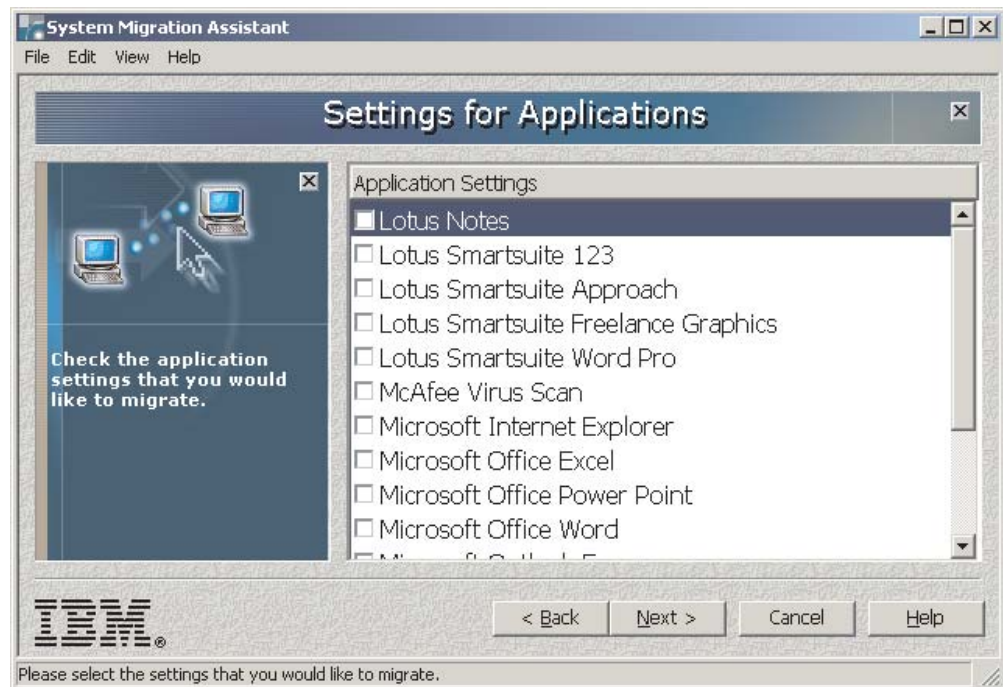 System Migration Assistant
File Edit View Help
Settings for Applications
Check the application
settings that you would
like to migrate.
Application Settings
Lotus Notes
Lotus Smartsuite 123
Lotus Smartsuite Approach
Lotus Smartsuite Freelance Graphics
Lotus Smartsuite Word Pro
McAfee Virus Scan
Microsoft Internet Explorer
Microsoft Office Excel
Microsoft Office Power Point
Microsoft Office Word
IBM®
< Back Next > Cancel Help
Please select the settings that you would like to migrate.